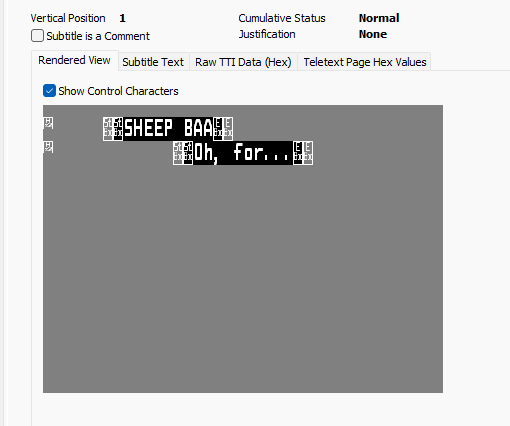 Vertical Position 1 Cumulative Status Normal
Subtitle is a Comment Justification None
Rendered View Subtitle Text Raw TTI Data (Hex) Teletext Page Hex Values
Show Control Characters
SHEEP BAA
Oh, for...